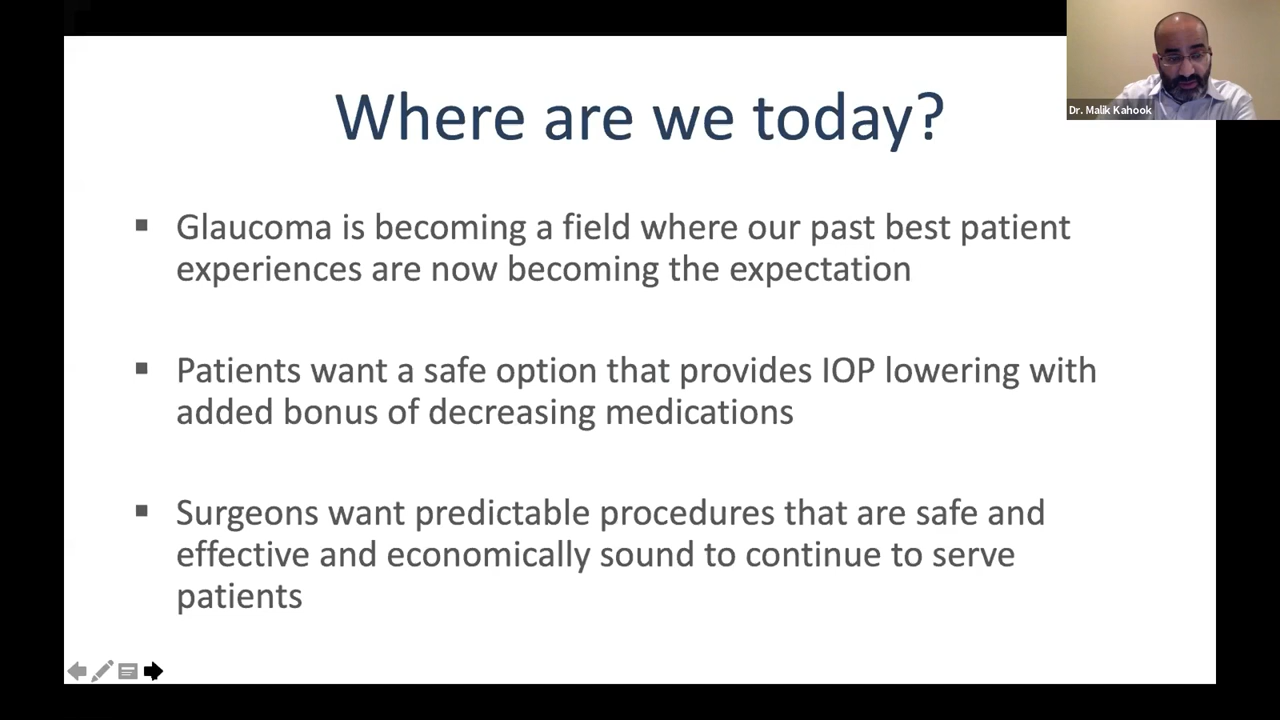 Where are we today?
Dr. Malik Kahook
▪ Glaucoma is becoming a field where our past best patient
experiences are now becoming the expectation
▪ Patients want a safe option that provides IOP lowering with
added bonus of decreasing medications
▪ Surgeons want predictable procedures that are safe and
effective and economically sound to continue to serve
patients